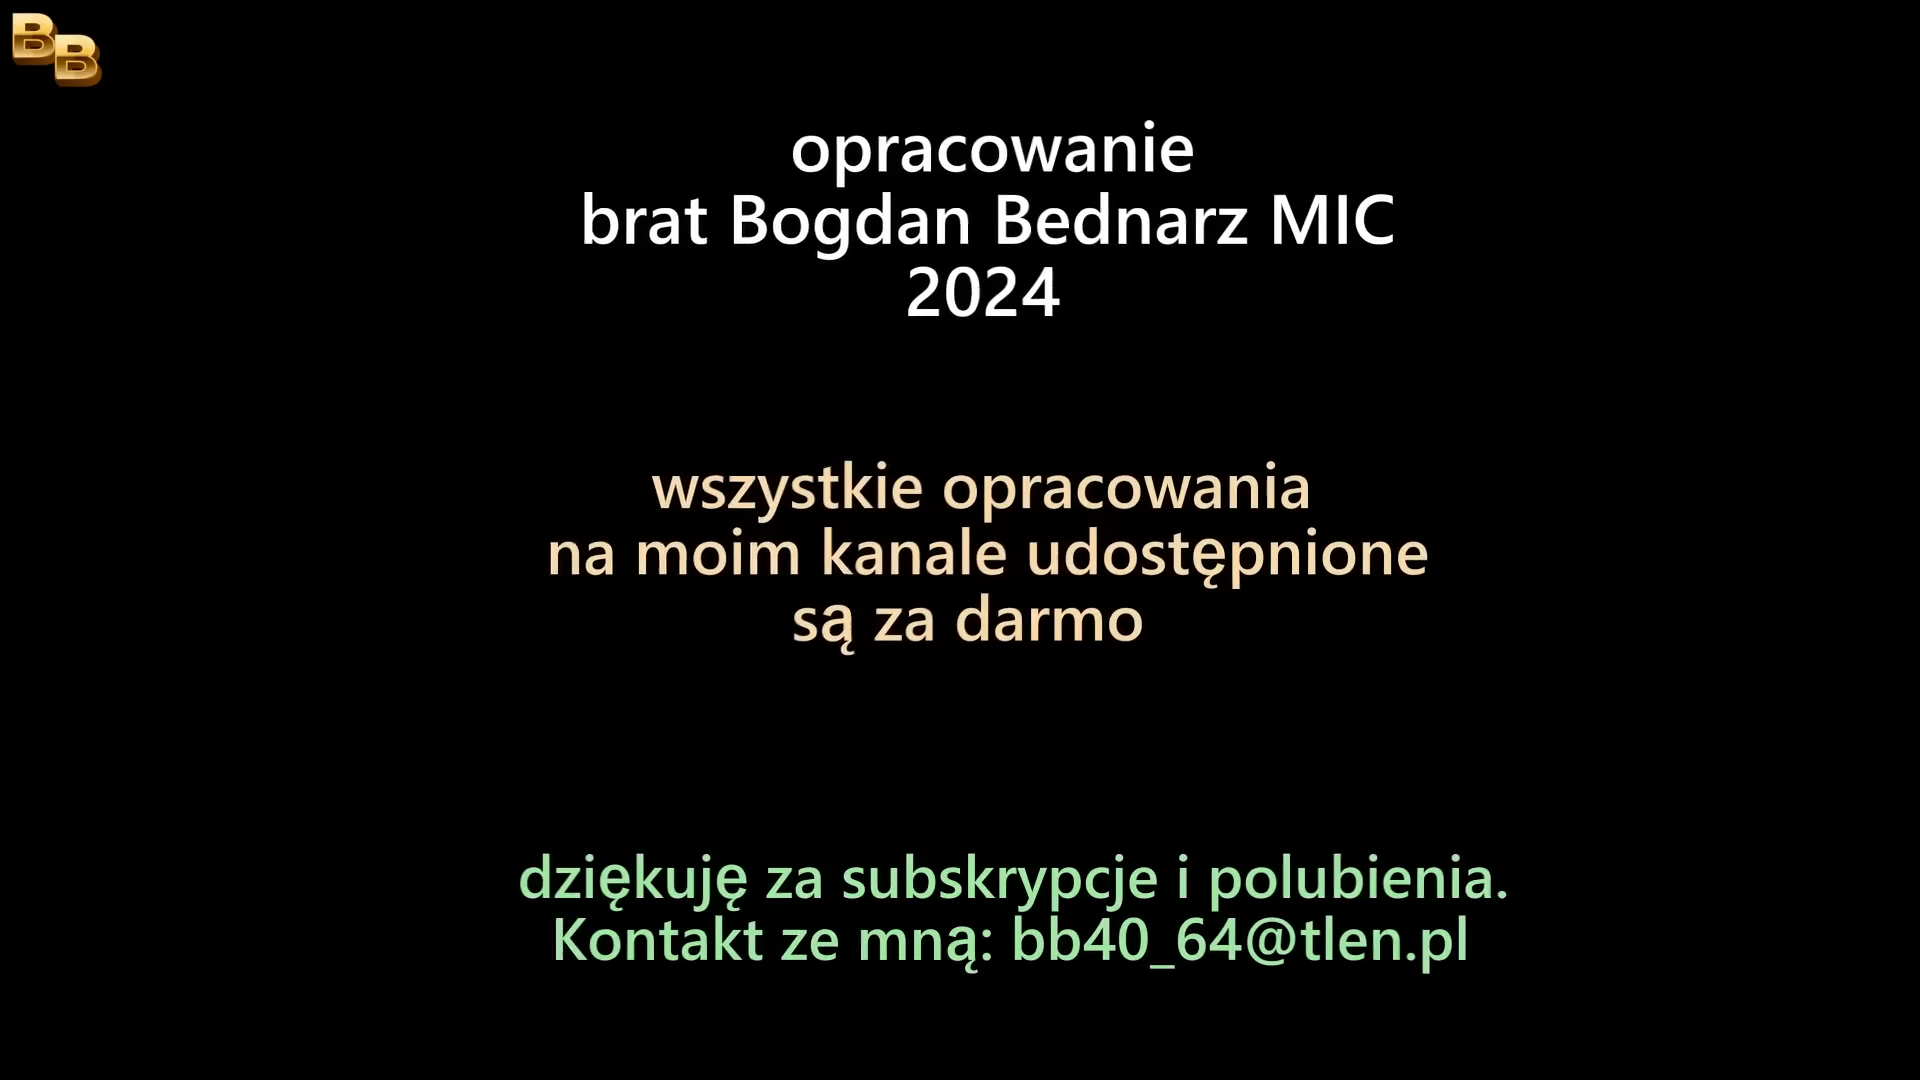 BB
opracowanie
brat Bogdan Bednarz MIC
2024
wszystkie opracowania
na moim kanale udostępnione
są za darmo
dziękuję za subskrypcje i polubienia.
Kontakt ze mną: bb40_64@tlen.pl